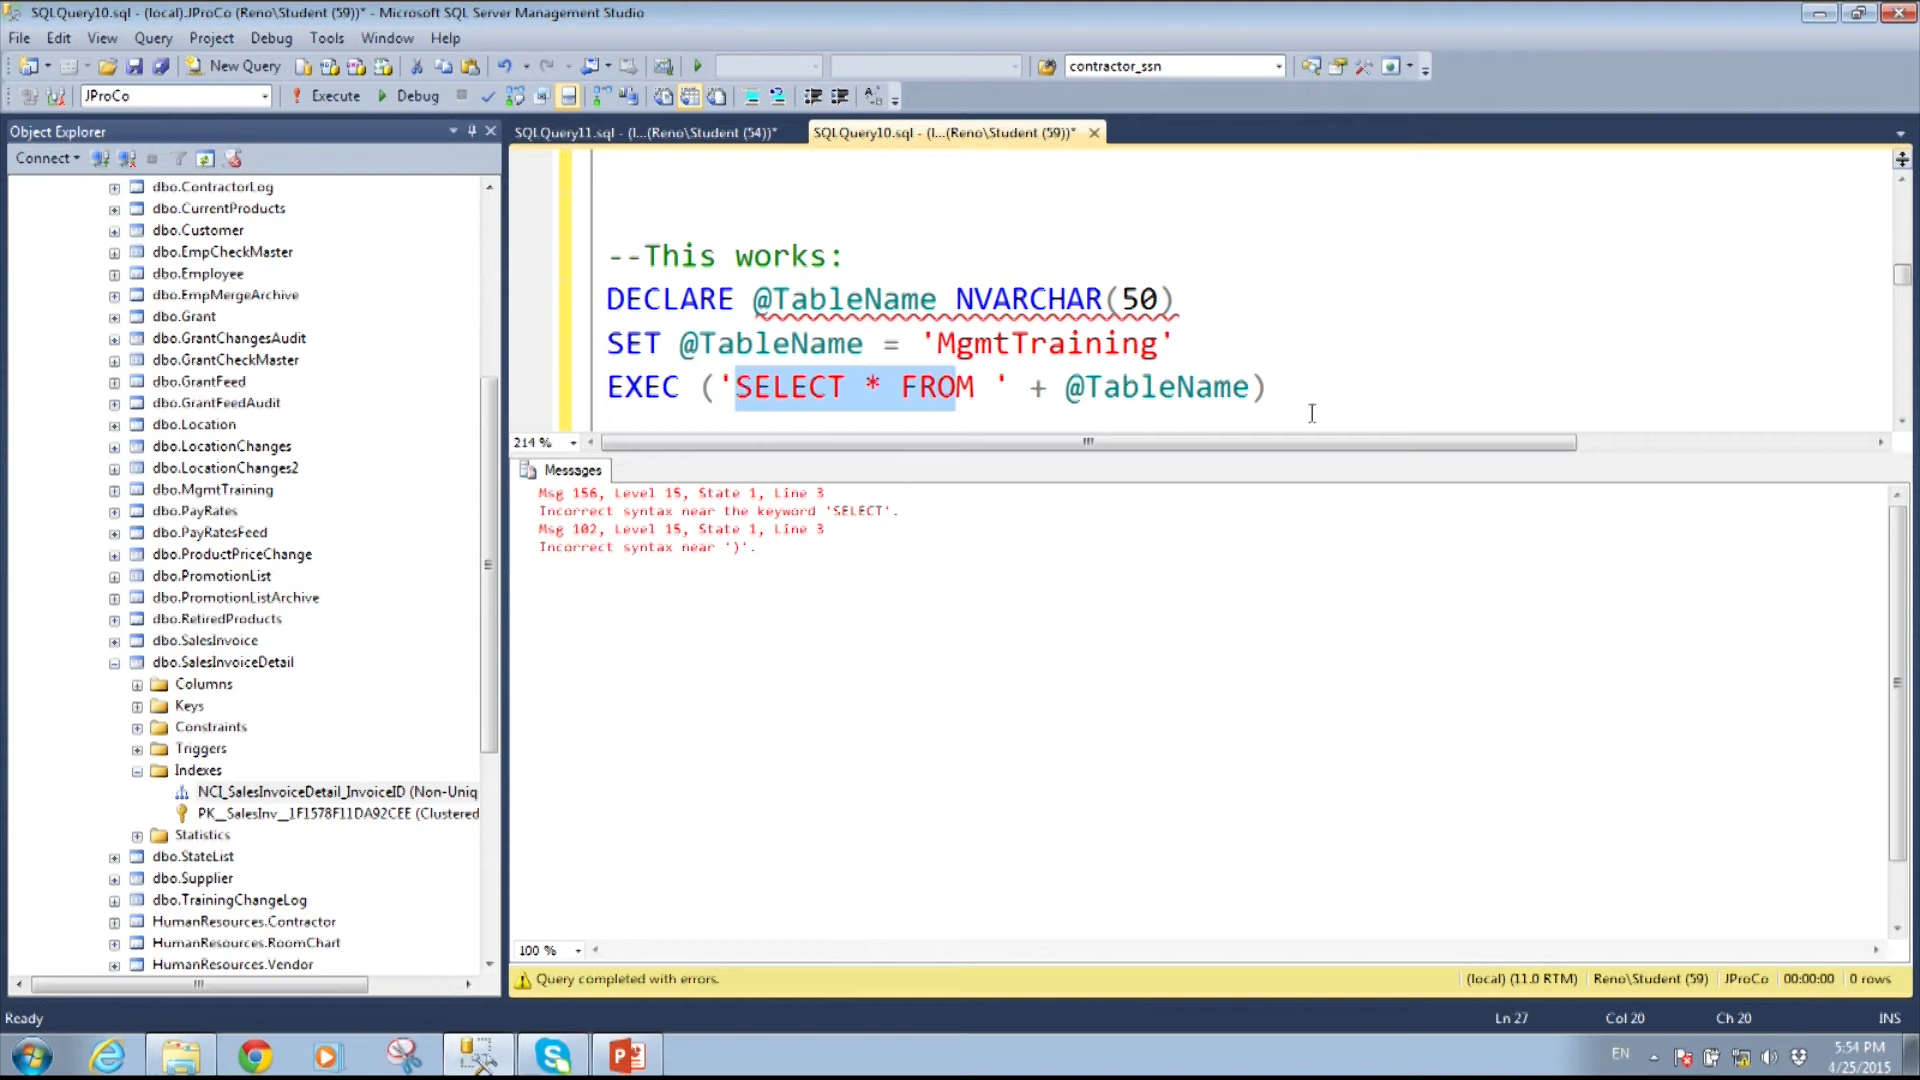 SQLQuery10.sql - (local).JProCo (Reno\Student (59))* - Microsoft SQL Server Management Studio
File Edit View Query Project Debug Tools Window Help
New Query contractor_ssn
JProCo Execute Debug
Object Explorer
Connect
dbo.ContractorLog
dbo.CurrentProducts
dbo.Customer
dbo.EmpCheckMaster
dbo.Employee
dbo.EmpMergeArchive
dbo.Grant
dbo.GrantChangesAudit
dbo.GrantCheckMaster
dbo.GrantFeed
dbo.GrantFeedAudit
dbo.Location
dbo.LocationChanges
dbo.LocationChanges2
dbo.MgmtTraining
dbo.PayRates
dbo.PayRatesFeed
dbo.ProductPriceChange
dbo.PromotionList
dbo.PromotionListArchive
dbo.RetiredProducts
dbo.SalesInvoice
dbo.SalesInvoiceDetail
Columns
Keys
Constraints
Triggers
Indexes
NCI_SalesInvoiceDetail_InvoiceID (Non-Uniq
PK__SalesInv__1F1578F11DA92CEE (Clustered
Statistics
dbo.StateList
dbo.Supplier
dbo.TrainingChangeLog
HumanResources.Contractor
HumanResources.RoomChart
HumanResources.Vendor
SQLQuery11.sql - (l...(Reno\Student (54))* SQLQuery10.sql - (l...(Reno\Student (59))*
--This works:
DECLARE @TableName NVARCHAR(50)
SET @TableName = 'MgmtTraining'
EXEC ('SELECT * FROM ' + @TableName)
214 %
Messages
Msg 156, Level 15, State 1, Line 3
Incorrect syntax near the keyword 'SELECT'.
Msg 102, Level 15, State 1, Line 3
Incorrect syntax near ')'.
100 %
Query completed with errors. (local) (11.0 RTM) Reno\Student (59) JProCo 00:00:00 0 rows
Ready Ln 27 Col 20 Ch 20 INS
EN 5:54 PM
4/25/2015